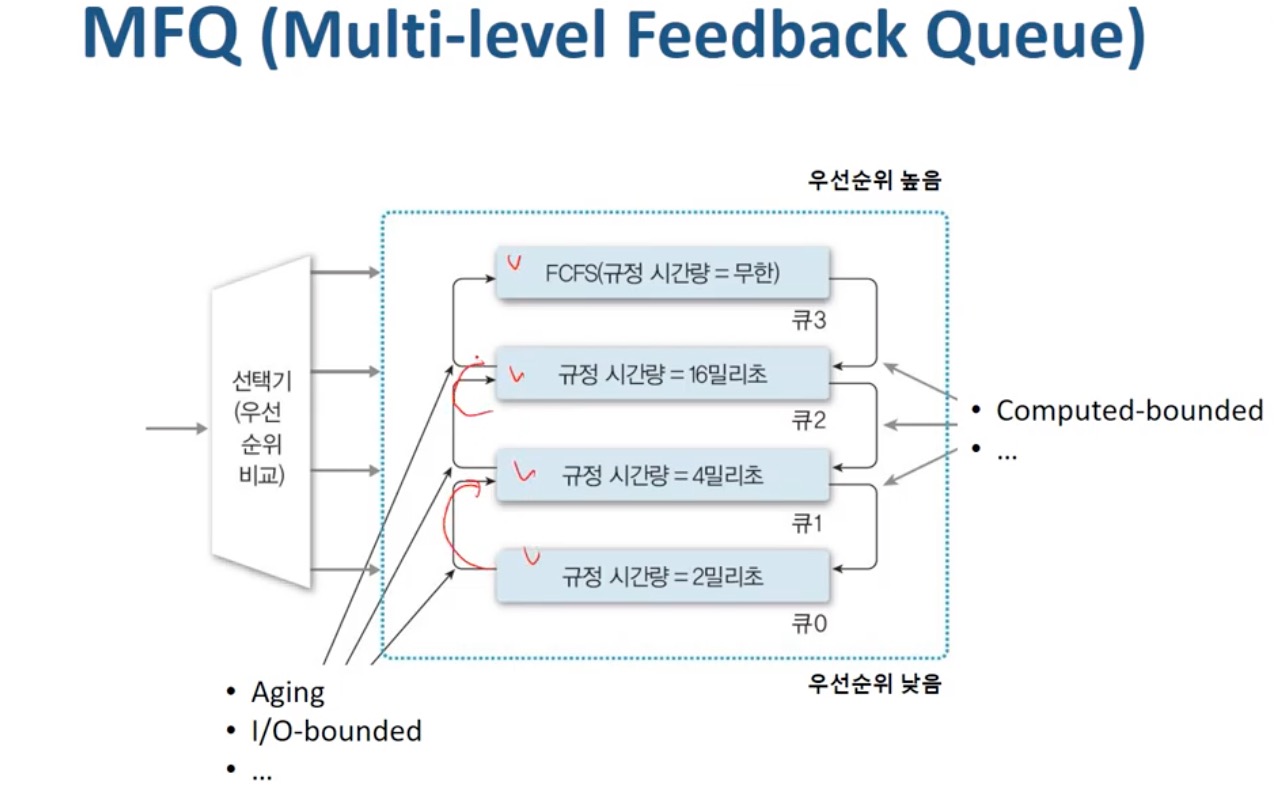 MFQ (Multi-level Feedback Queue)
우선순위 높음
FCFS(규정 시간량 = 무한)
큐3
선택기
(우선
순위
비교)
규정 시간량 = 16밀리초
큐2
• Computed-bounded
• ...
규정 시간량 = 4밀리초
큐1
규정 시간량 = 2밀리초
큐0
우선순위 낮음
• Aging
• I/O-bounded
• ...